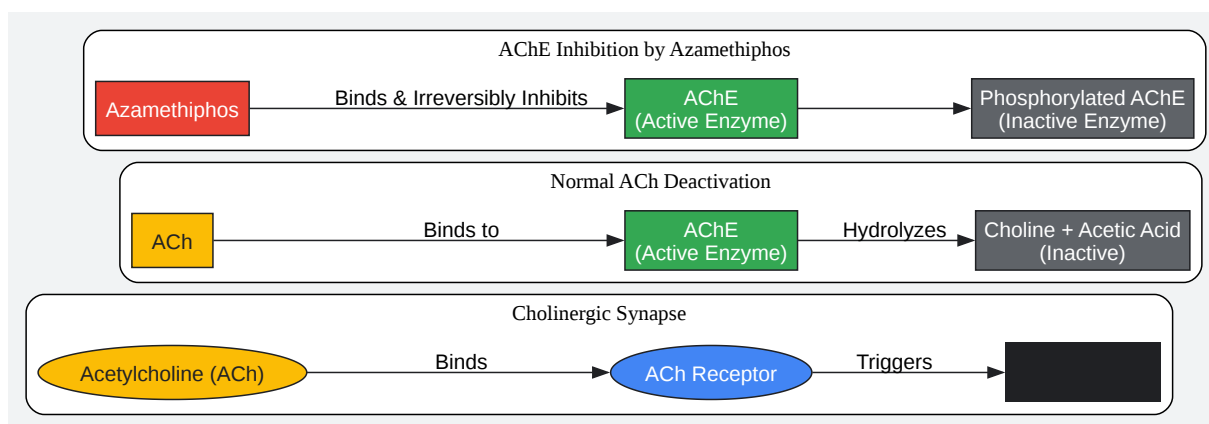 AChE Inhibition by Azamethiphos
Azamethiphos
Binds & Irreversibly Inhibits
AChE
(Active Enzyme)
Phosphorylated AChE
(Inactive Enzyme)
Normal ACh Deactivation
ACh
Binds to
AChE
(Active Enzyme)
Hydrolyzes
Choline + Acetic Acid
(Inactive)
Cholinergic Synapse
Acetylcholine (ACh)
Binds
ACh Receptor
Triggers